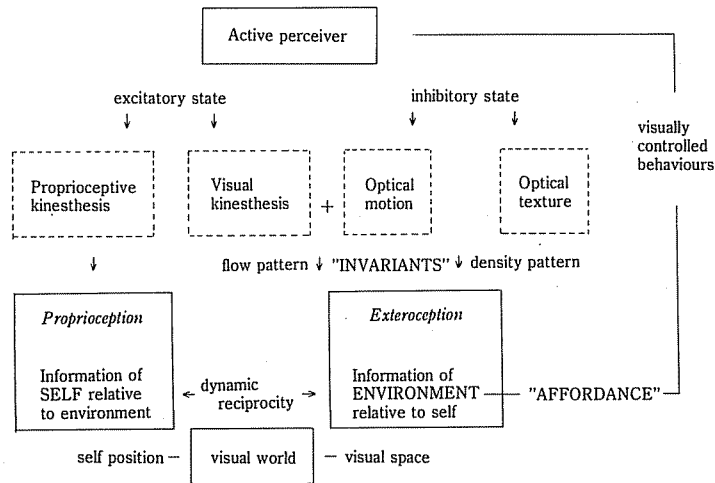 Active perceiver
excitatory state
inhibitory state
visually
controlled
behaviours
Proprioceptive
kinesthesis
Visual
kinesthesis
+
Optical
motion
Optical
texture
flow pattern ↓ "INVARIANTS" ↓ density pattern
Proprioception
Information of
SELF relative
to environment
dynamic
reciprocity
Exteroception
Information of
ENVIRONMENT
relative to self
"AFFORDANCE"
self position — visual world — visual space